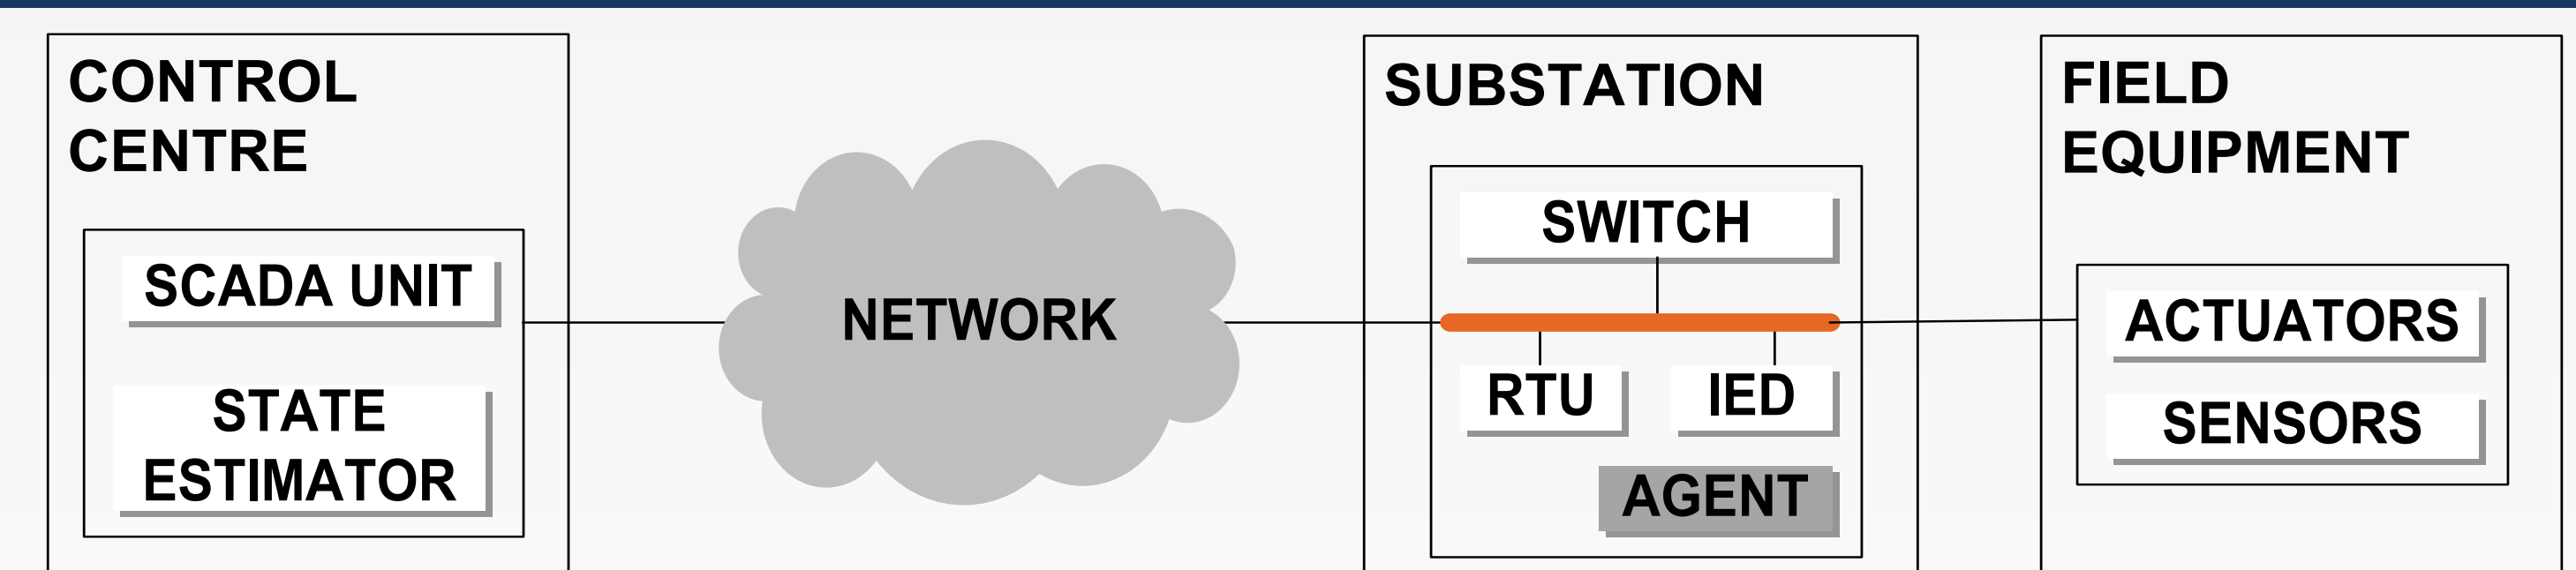 CONTROL
CENTRE
SCADA UNIT
STATE
ESTIMATOR
NETWORK
SUBSTATION
SWITCH
RTU
IED
AGENT
FIELD
EQUIPMENT
ACTUATORS
SENSORS